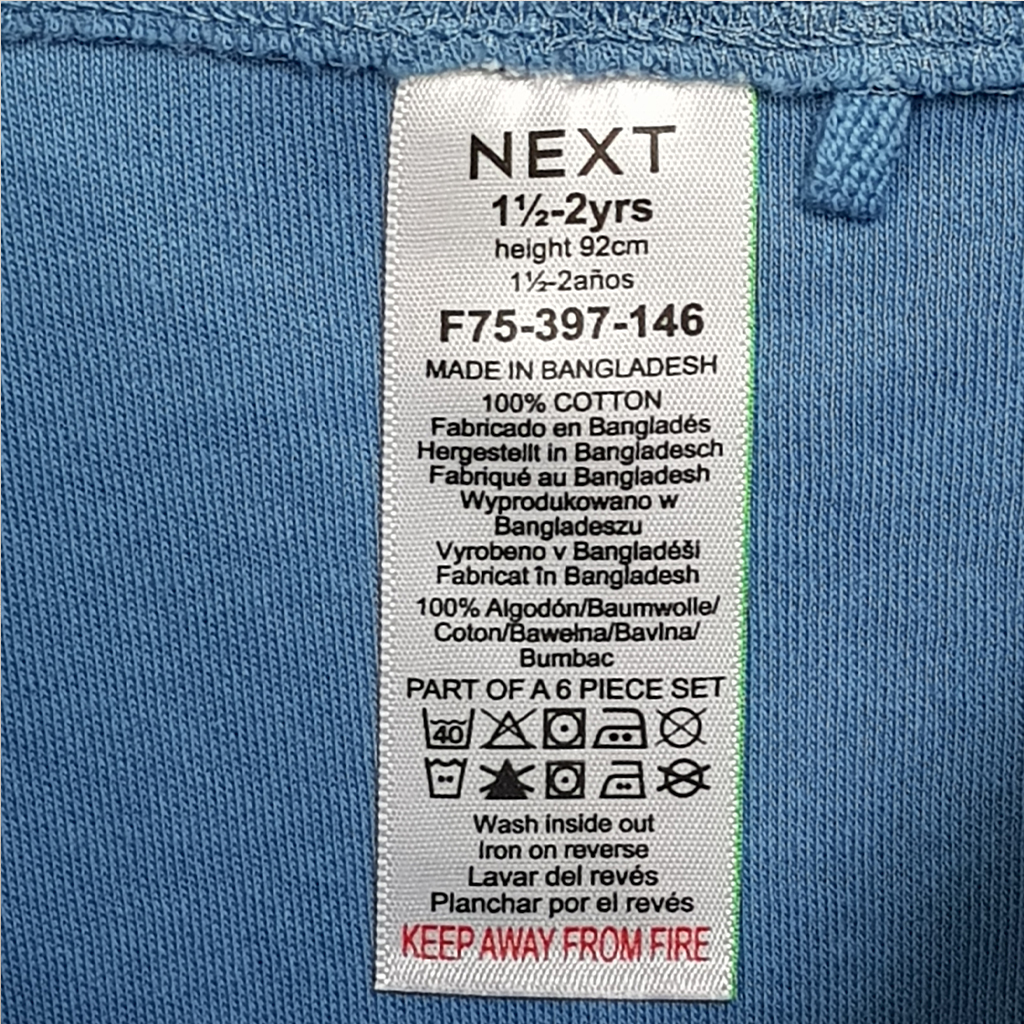 NEXT
1½-2yrs
height 92cm
1½-2años
F75-397-146
MADE IN BANGLADESH
100% COTTON
Fabricado en Bangladés
Hergestellt in Bangladesch
Fabriqué au Bangladesh
Wyprodukowano w
Bangladeszu
Vyrobeno v Bangladéši
Fabricat în Bangladesh
100% Algodón/Baumwolle/
Coton/Bawełna/Bavlna/
Bumbac
PART OF A 6 PIECE SET
40
Wash inside out
Iron on reverse
Lavar del revés
Planchar por el revés
KEEP AWAY FROM FIRE